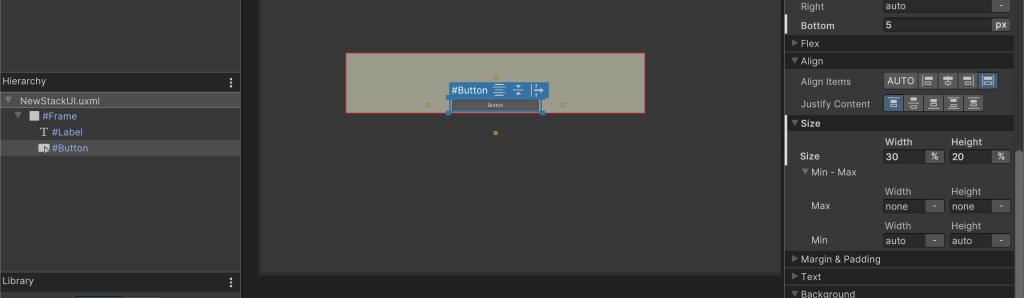 Right auto -
Bottom 5 px
Flex
Hierarchy
Align
NewStackUI.uxml
Align Items AUTO
#Button
#Frame
Button
Justify Content
#Label
Size
#Button
Width Height
Size 30 % 20 %
Min - Max
Width Height
Max none - none -
Width Height
Min auto - auto -
Margin & Padding
Library
Text
Background